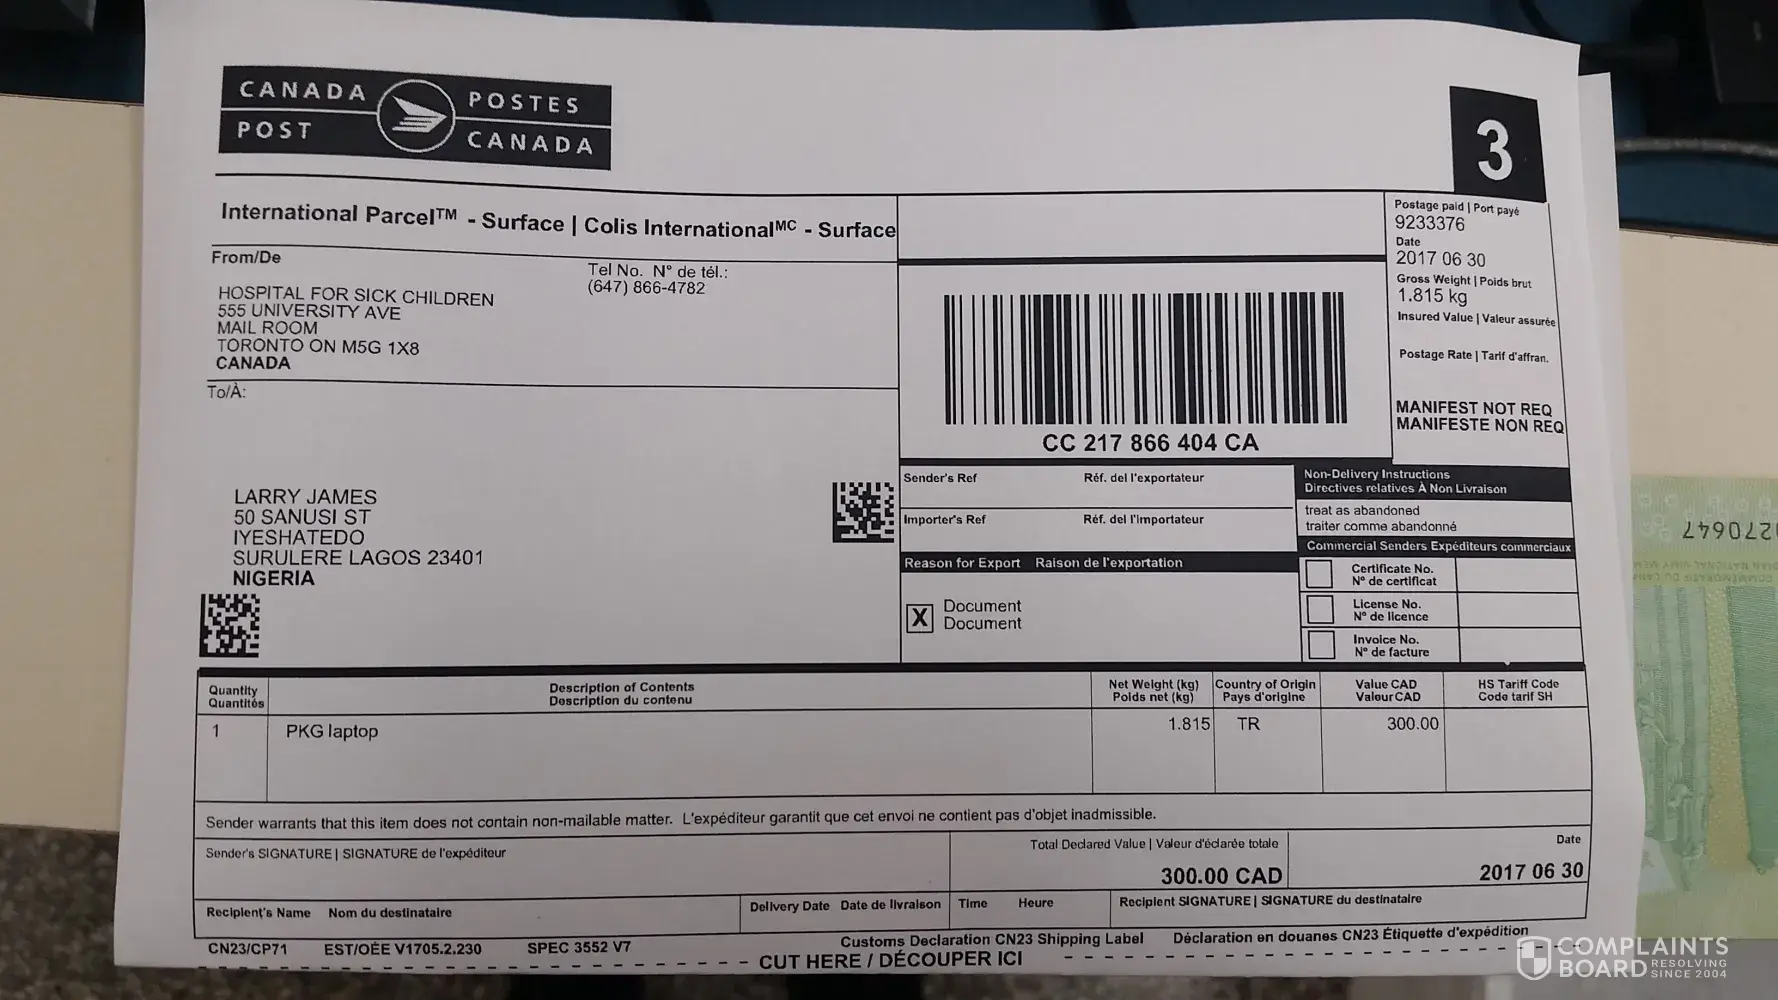 CANADA POSTES
POST CANADA
3
International Parcel™ - Surface | Colis Internationalᴹᶜ - Surface
From/De
Tel No. N° de tél.:
(647) 866-4782
HOSPITAL FOR SICK CHILDREN
555 UNIVERSITY AVE
MAIL ROOM
TORONTO ON M5G 1X8
CANADA
To/À:
LARRY JAMES
50 SANUSI ST
IYESHATEDO
SURULERE LAGOS 23401
NIGERIA
Postage paid | Port payé
9233376
Date
2017 06 30
Gross Weight | Poids brut
1.815 kg
Insured Value | Valeur assurée
Postage Rate | Tarif d'affran.
MANIFEST NOT REQ
MANIFESTE NON REQ
CC 217 866 404 CA
Sender's Ref Réf. del l'exportateur
Importer's Ref Réf. del l'importateur
Reason for Export Raison de l'exportation
X Document
Document
Non-Delivery Instructions
Directives relatives À Non Livraison
treat as abandoned
traiter comme abandonné
Commercial Senders Expéditeurs commerciaux
Certificate No.
N° de certificat
License No.
N° de licence
Invoice No.
N° de facture
Quantity Description of Contents Net Weight (kg) Country of Origin Value CAD HS Tariff Code
Quantités Description du contenu Poids net (kg) Pays d'origine Valeur CAD Code tarif SH
1 PKG laptop 1.815 TR 300.00
Sender warrants that this item does not contain non-mailable matter. L'expéditeur garantit que cet envoi ne contient pas d'objet inadmissible.
Sender's SIGNATURE | SIGNATURE de l'expéditeur
Total Declared Value | Valeur d'éclarée totale
300.00 CAD
Date
2017 06 30
Recipient's Name Nom du destinataire
Delivery Date Date de livraison
Time Heure
Recipient SIGNATURE | SIGNATURE du destinataire
CN23/CP71 EST/OÉE V1705.2.230 SPEC 3552 V7
Customs Declaration CN23 Shipping Label Déclaration en douanes CN23 Étiquette d'expédition
CUT HERE / DÉCOUPER ICI
COMPLAINTS
BOARD RESOLVING
SINCE 2004